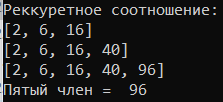 Реккуретное соотношение:
[2, 6, 16]
[2, 6, 16, 40]
[2, 6, 16, 40, 96]
Пятый член =  96